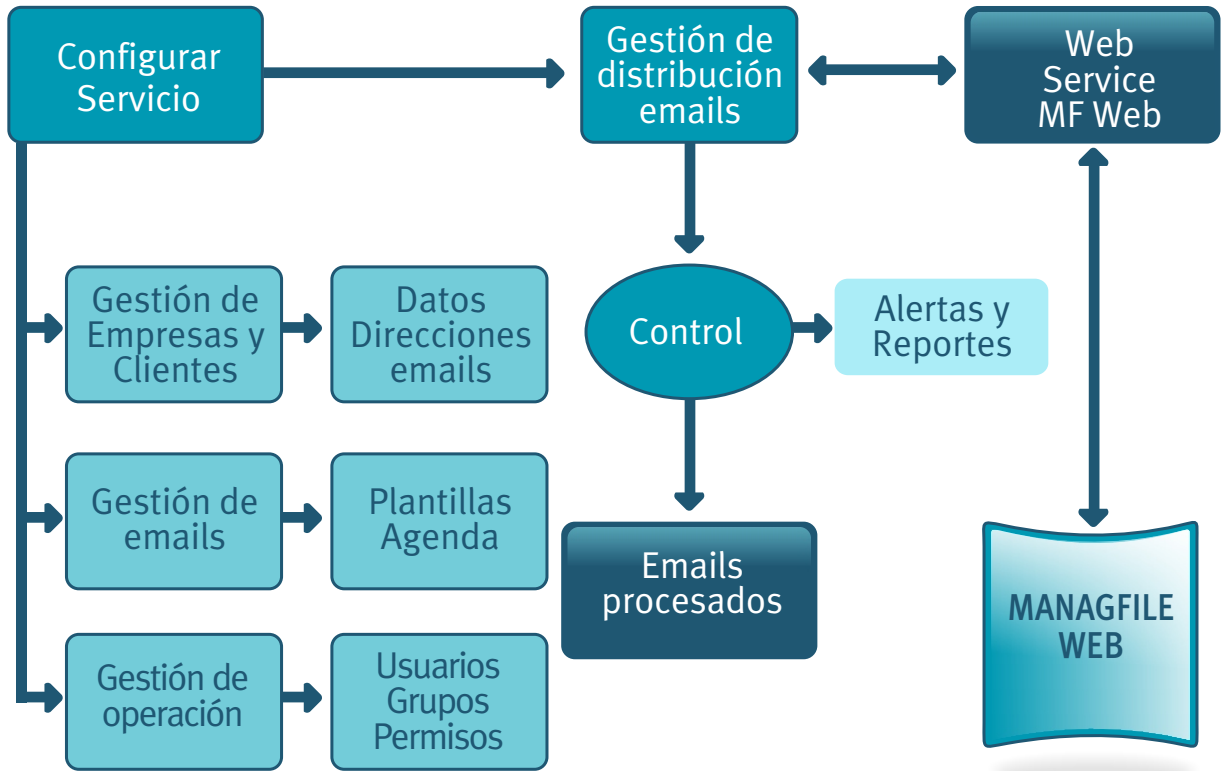 Configurar
Servicio
Gestión de
distribución
emails
Web
Service
MF Web
Gestión de
Empresas y
Clientes
Datos
Direcciones
emails
Control
Alertas y
Reportes
Gestión de
emails
Plantillas
Agenda
Emails
procesados
MANAGFILE
WEB
Gestión de
operación
Usuarios
Grupos
Permisos